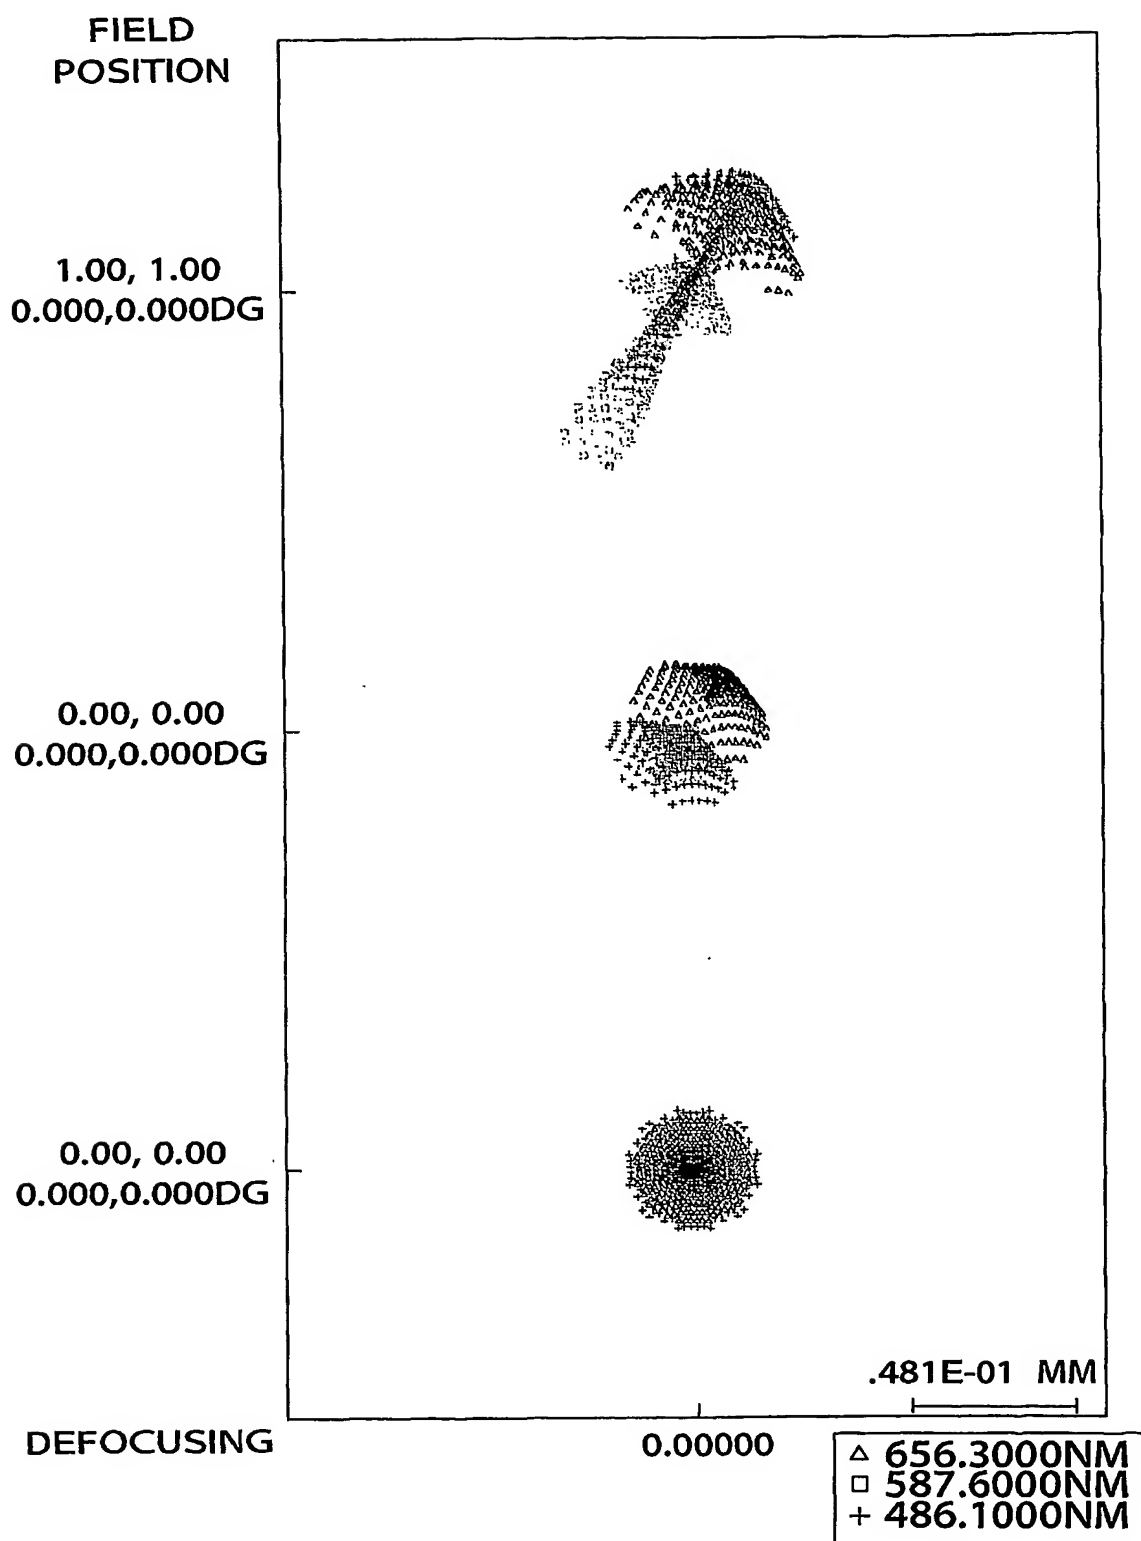 FIELD
POSITION
1.00, 1.00
0.000,0.000DG
0.00, 0.00
0.000,0.000DG
0.00, 0.00
0.000,0.000DG
.481E-01 MM
DEFOCUSING
0.00000
△ 656.3000NM
□ 587.6000NM
+ 486.1000NM